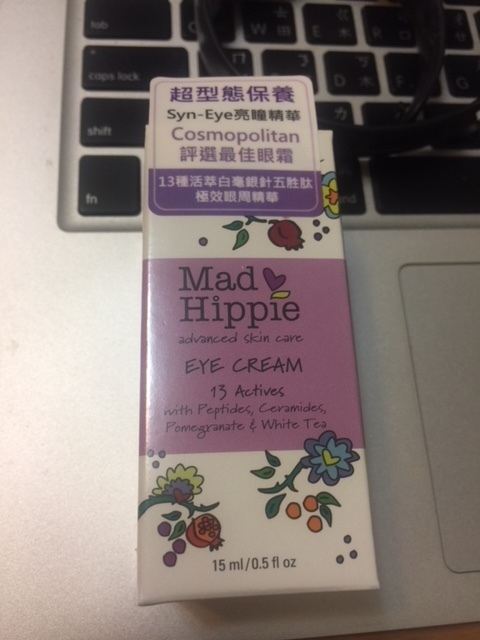 tab
W
E
R
caps lock
D
F
shift
fn
超型態保養
Syn-Eye亮瞳精華
Cosmopolitan
評選最佳眼霜
13種活萃白毫銀針五胜肽
極效眼周精華
Mad
Hippie
advanced skin care
EYE CREAM
13 Actives
with Peptides, Ceramides,
Pomegranate & White Tea
15 ml/0.5 fl oz